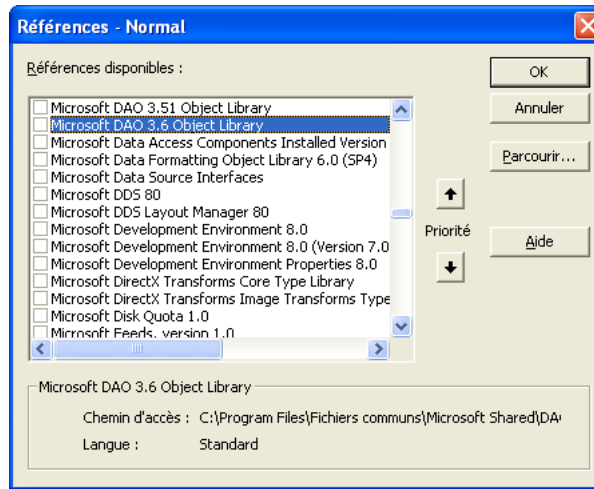 Références - Normal
Références disponibles :
Microsoft DAO 3.51 Object Library
Microsoft DAO 3.6 Object Library
Microsoft Data Access Components Installed Version
Microsoft Data Formatting Object Library 6.0 (SP4)
Microsoft Data Source Interfaces
Microsoft DDS 80
Microsoft DDS Layout Manager 80
Microsoft Development Environment 8.0
Microsoft Development Environment 8.0 (Version 7.0
Microsoft Development Environment Properties 8.0
Microsoft DirectX Transforms Core Type Library
Microsoft DirectX Transforms Image Transforms Type
Microsoft Disk Quota 1.0
Microsoft Feeds, version 1.0
Priorité
OK
Annuler
Parcourir...
Aide
Microsoft DAO 3.6 Object Library
Chemin d'accès : C:\Program Files\Fichiers communs\Microsoft Shared\DA
Langue : Standard